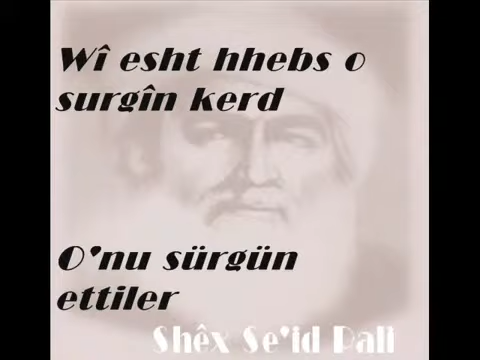 Wî esht hhebs o
surgîn kerd
O'nu sürgün
ettiler
Shêx Se'id Pali